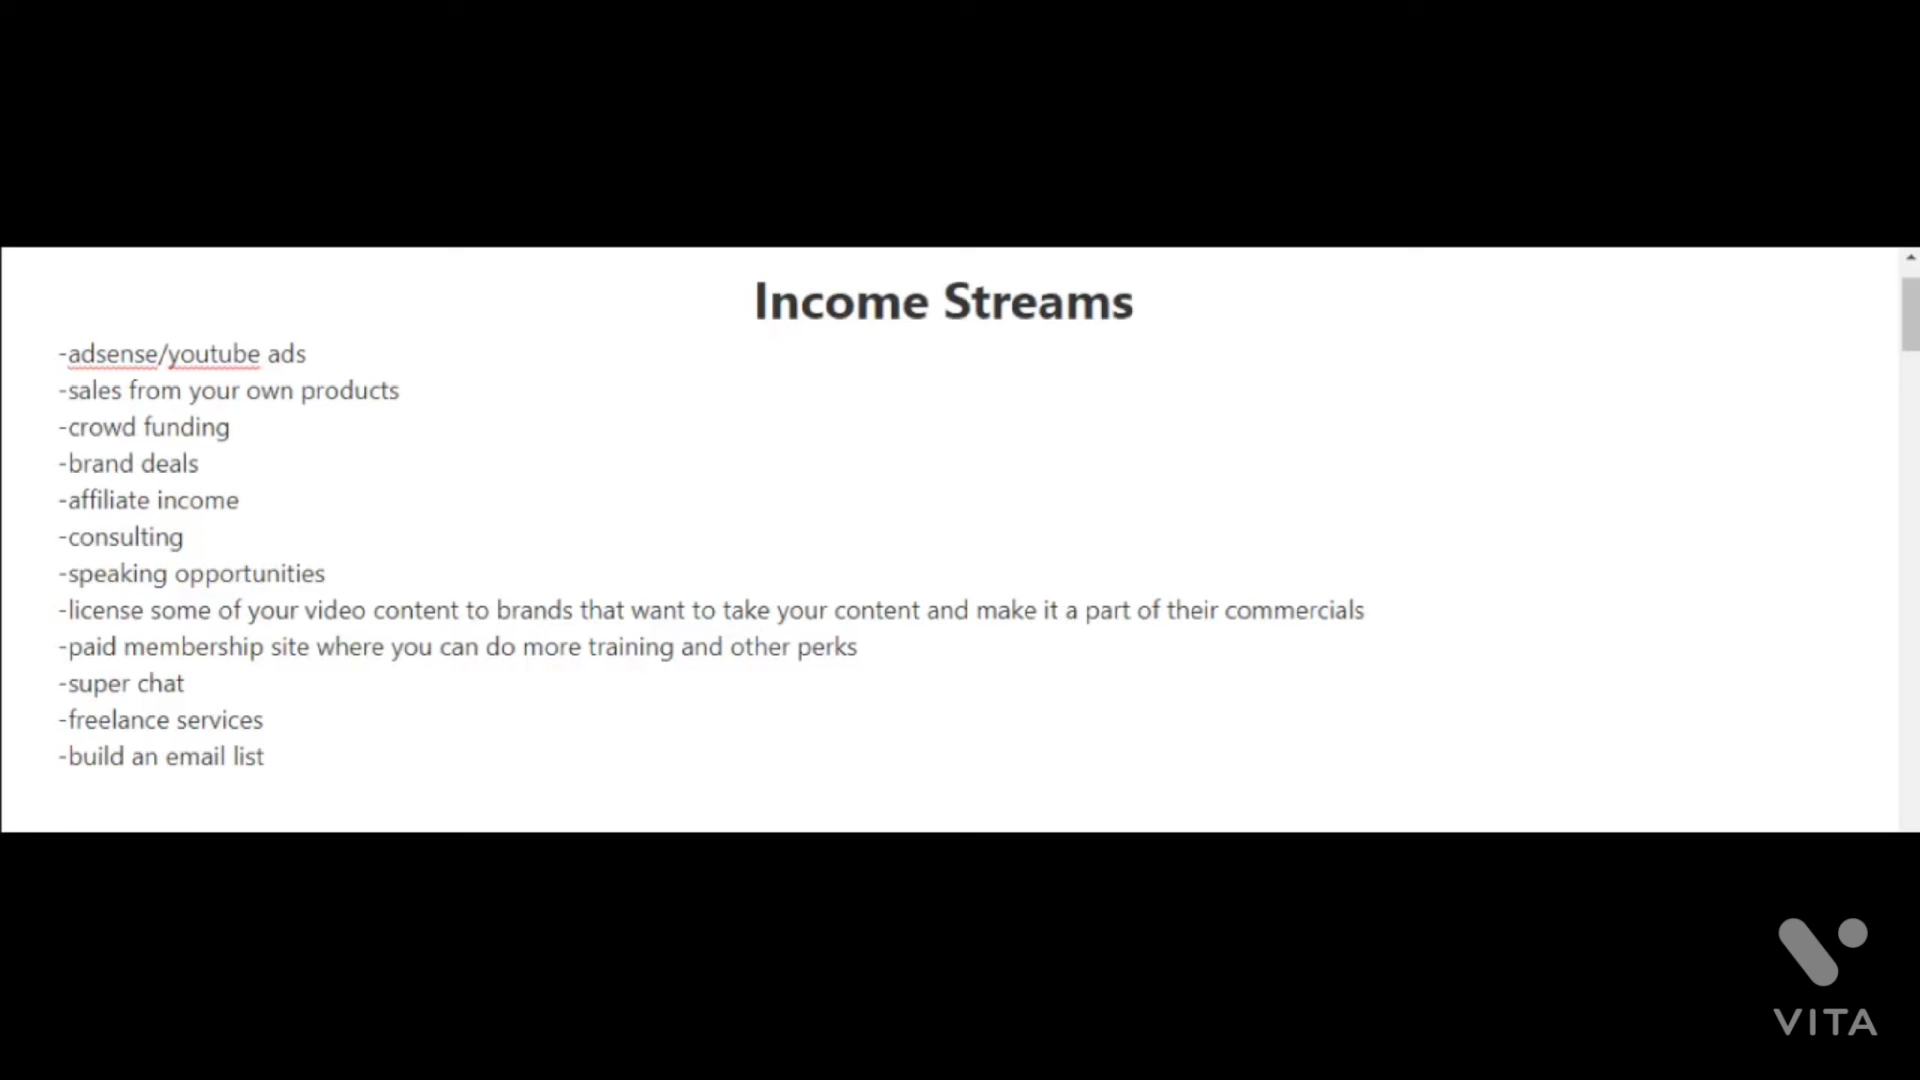 Income Streams
-adsense/youtube ads
-sales from your own products
-crowd funding
-brand deals
-affiliate income
-consulting
-speaking opportunities
-license some of your video content to brands that want to take your content and make it a part of their commercials
-paid membership site where you can do more training and other perks
-super chat
-freelance services
-build an email list
VITA